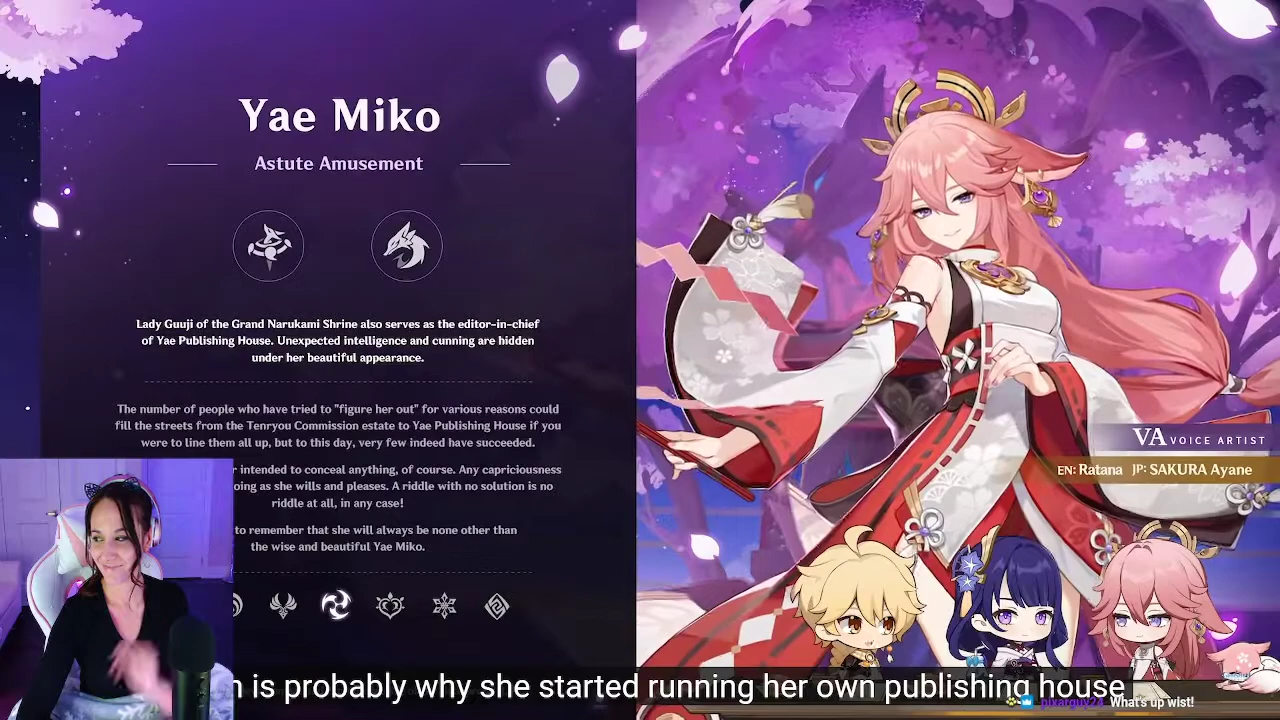 Yae Miko
Astute Amusement
Lady Guuji of the Grand Narukami Shrine also serves as the editor-in-chief
of Yae Publishing House. Unexpected intelligence and cunning are hidden
under her beautiful appearance.
The number of people who have tried to "figure her out" for various reasons could
fill the streets from the Tenryou Commission estate to Yae Publishing House if you
were to line them all up, but to this day, very few indeed have succeeded.
intended to conceal anything, of course. Any capriciousness
as she wills and pleases. A riddle with no solution is no
riddle at all, in any case!
to remember that she will always be none other than
the wise and beautiful Yae Miko.
VA VOICE ARTIST
EN: Ratana JP: SAKURA Ayane
is probably why she started running her own publishing house
pixarguy24 What's up wist!